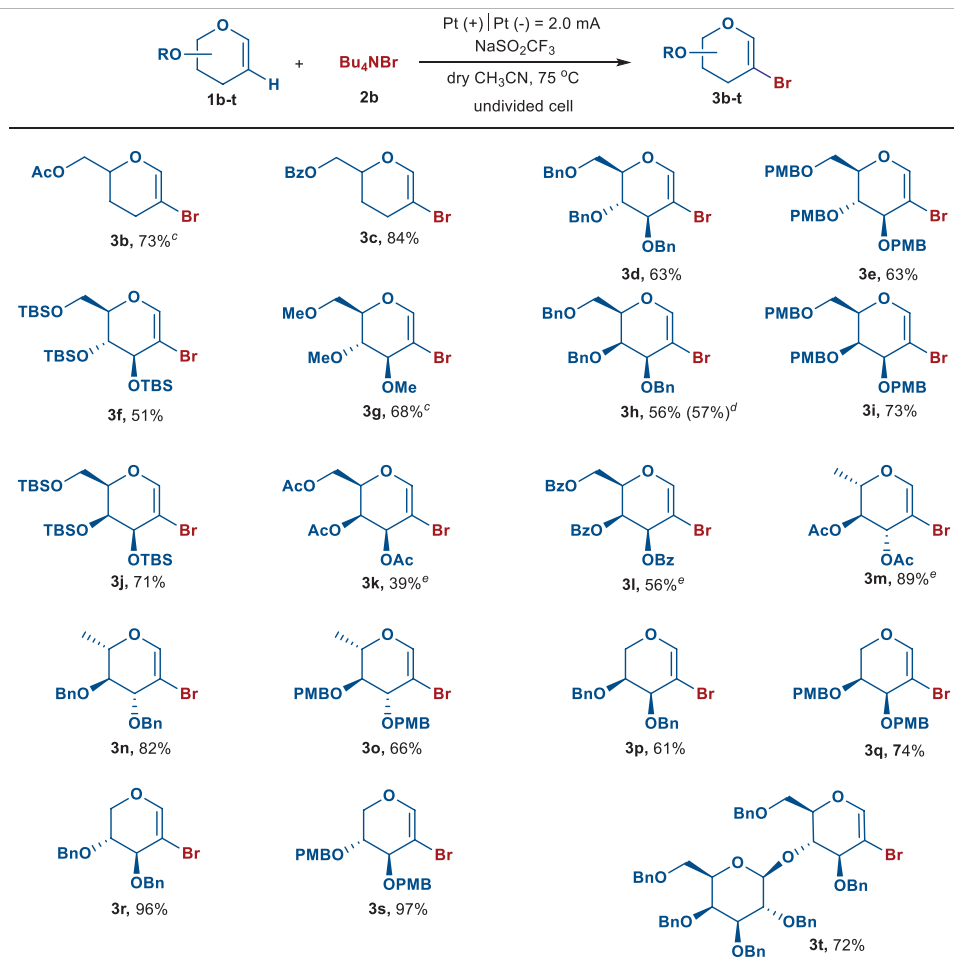 Pt (+)|Pt (-) = 2.0 mA
NaSO2CF3
dry CH3CN, 75 °C
undivided cell
O
RO
H
1b-t
+
Bu4NBr
2b
O
RO
Br
3b-t
AcO
O
Br
3b, 73%c
BzO
O
Br
3c, 84%
BnO
O
BnO
Br
OBn
3d, 63%
PMBO
O
PMBO
Br
OPMB
3e, 63%
TBSO
O
TBSO
Br
OTBS
3f, 51%
MeO
O
MeO
Br
OMe
3g, 68%c
BnO
O
BnO
Br
OBn
3h, 56% (57%)d
PMBO
O
PMBO
Br
OPMB
3i, 73%
TBSO
O
TBSO
Br
OTBS
3j, 71%
AcO
O
AcO
Br
OAc
3k, 39%e
BzO
O
BzO
Br
OBz
3l, 56%e
O
AcO
Br
OAc
3m, 89%e
O
BnO
Br
OBn
3n, 82%
O
PMBO
Br
OPMB
3o, 66%
O
BnO
Br
OBn
3p, 61%
O
PMBO
Br
OPMB
3q, 74%
O
BnO
Br
OBn
3r, 96%
O
PMBO
Br
OPMB
3s, 97%
O
BnO
Br
O
O
BnO
OBn
BnO
OBn
OBn
3t, 72%